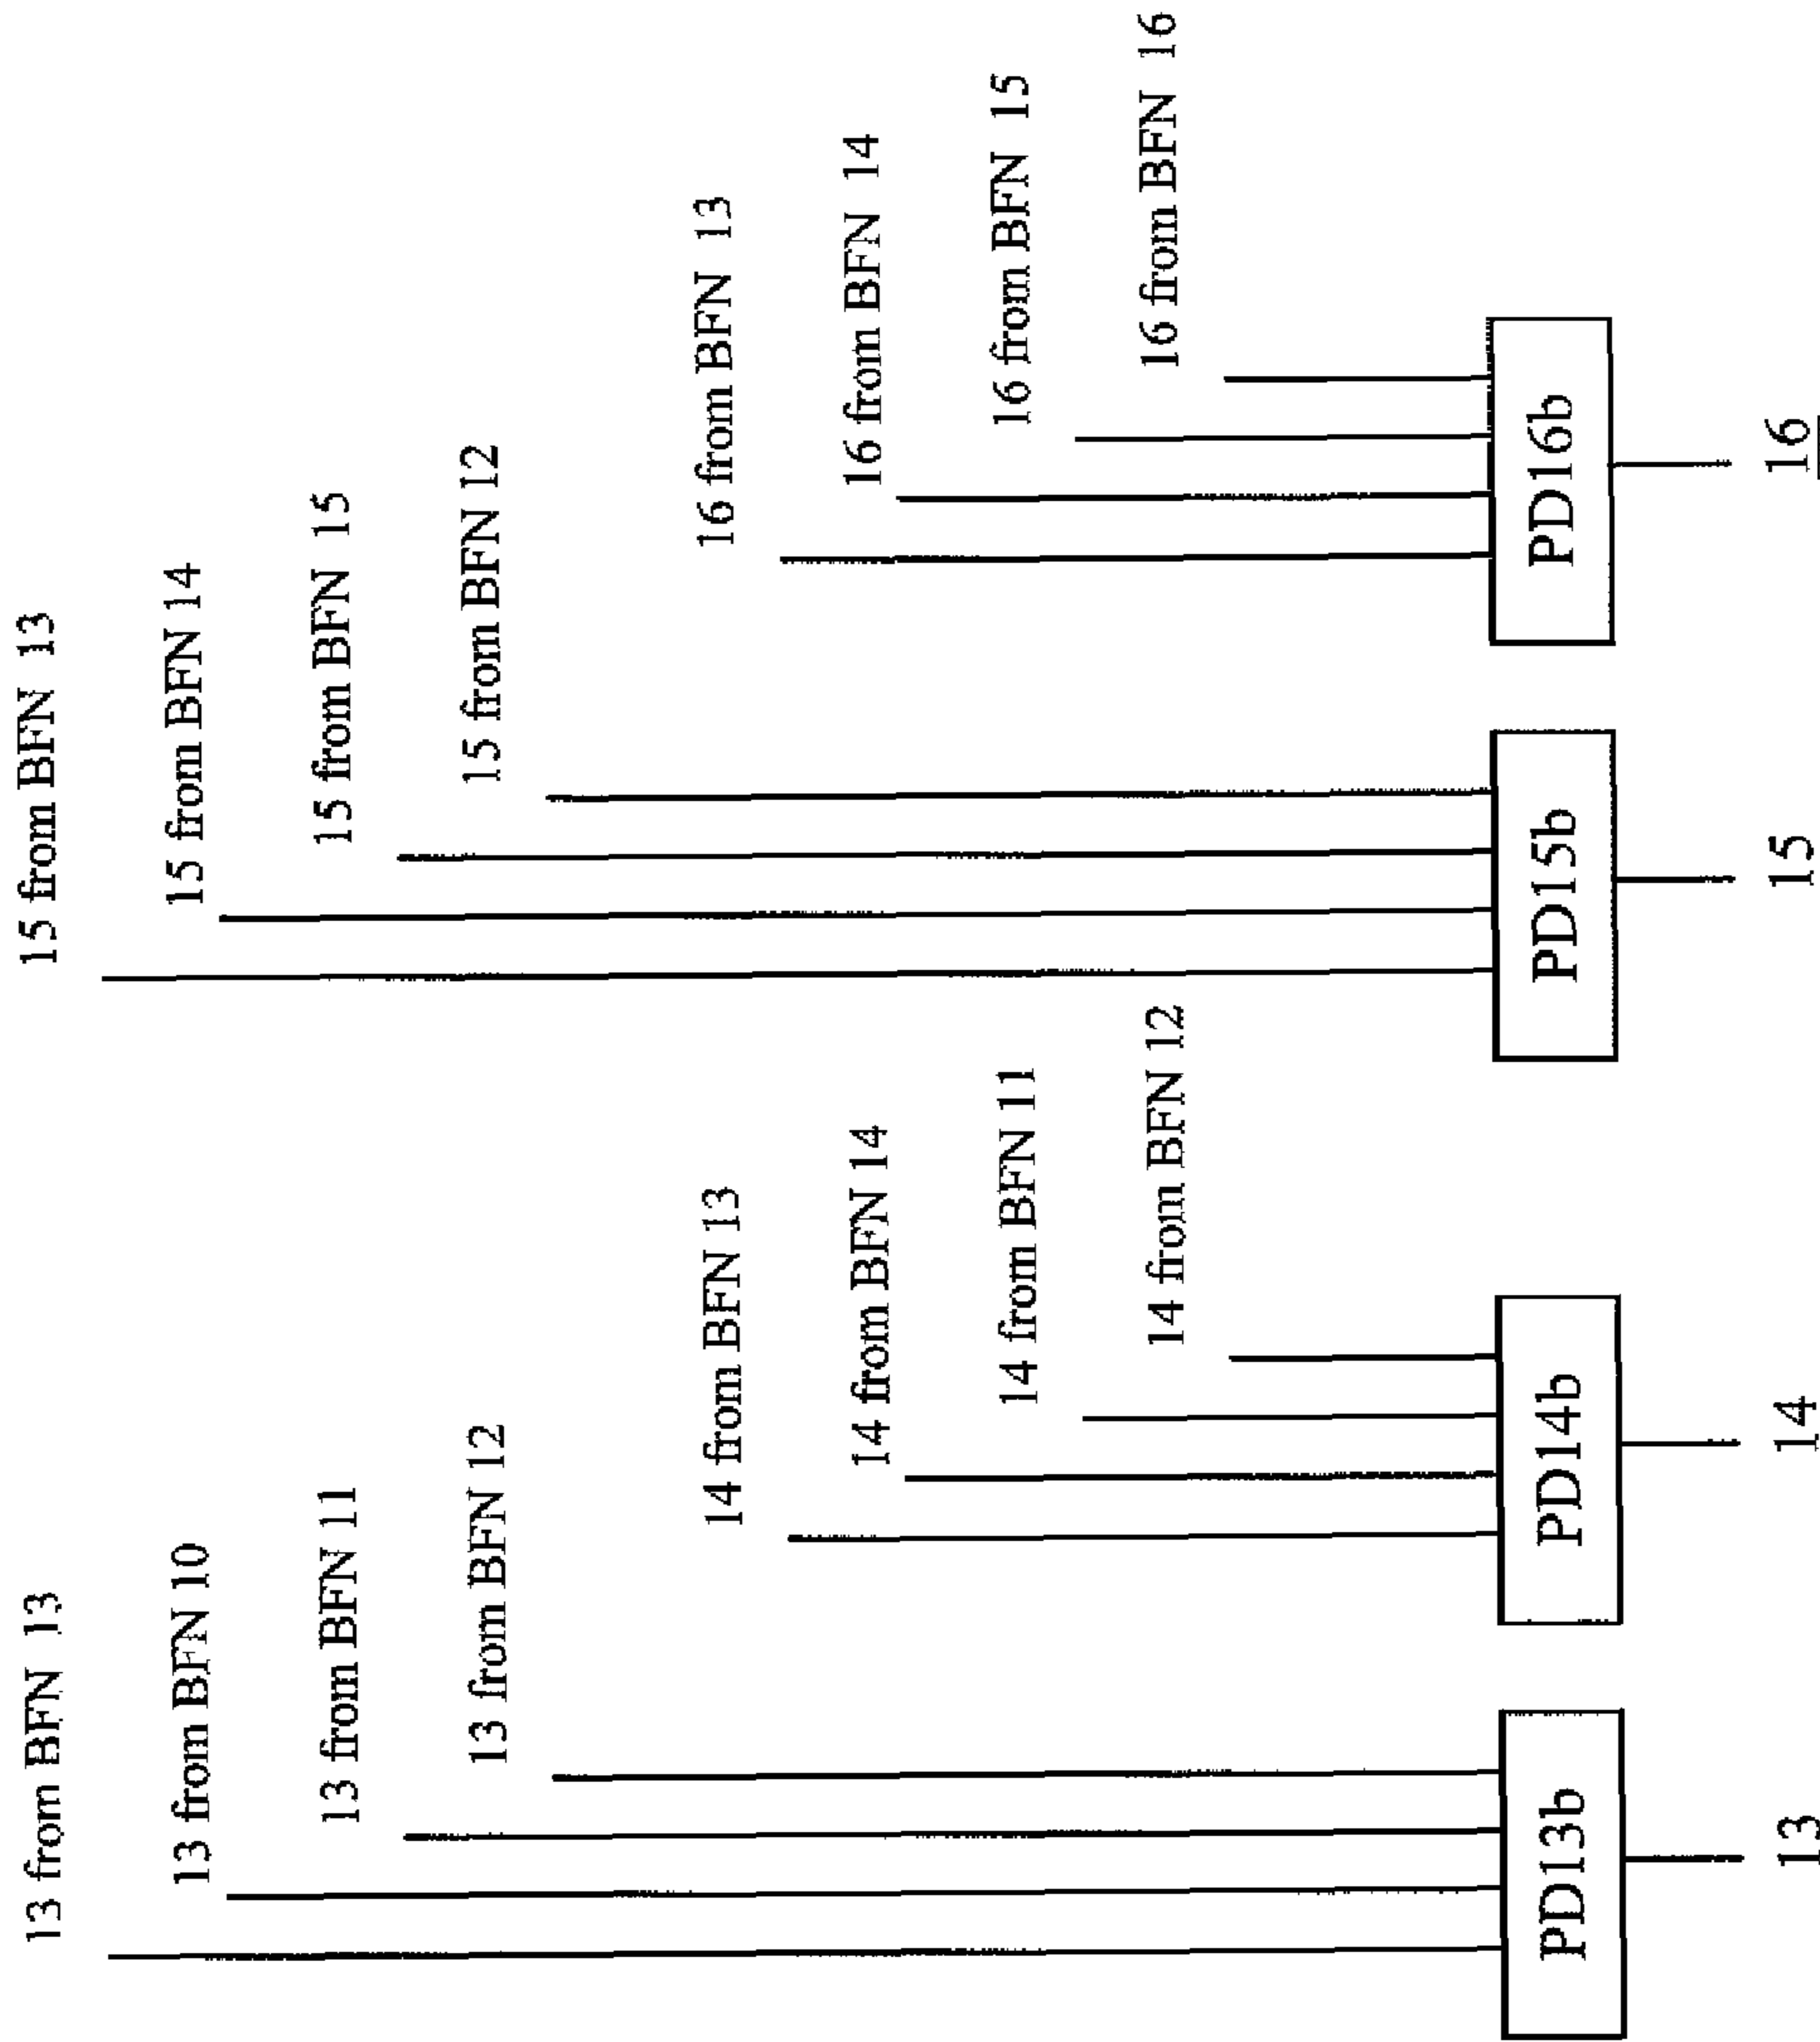 13 from BFN 13
13 from BFN 10
13 from BFN 11
13 from BFN 12
PD13b
13
14 from BFN 13
14 from BFN 14
14 from BFN 11
14 from BFN 12
PD14b
14
15 from BFN 13
15 from BFN 14
15 from BFN 15
15 from BFN 12
PD15b
15
16 from BFN 13
16 from BFN 14
16 from BFN 15
16 from BFN 16
PD16b
16